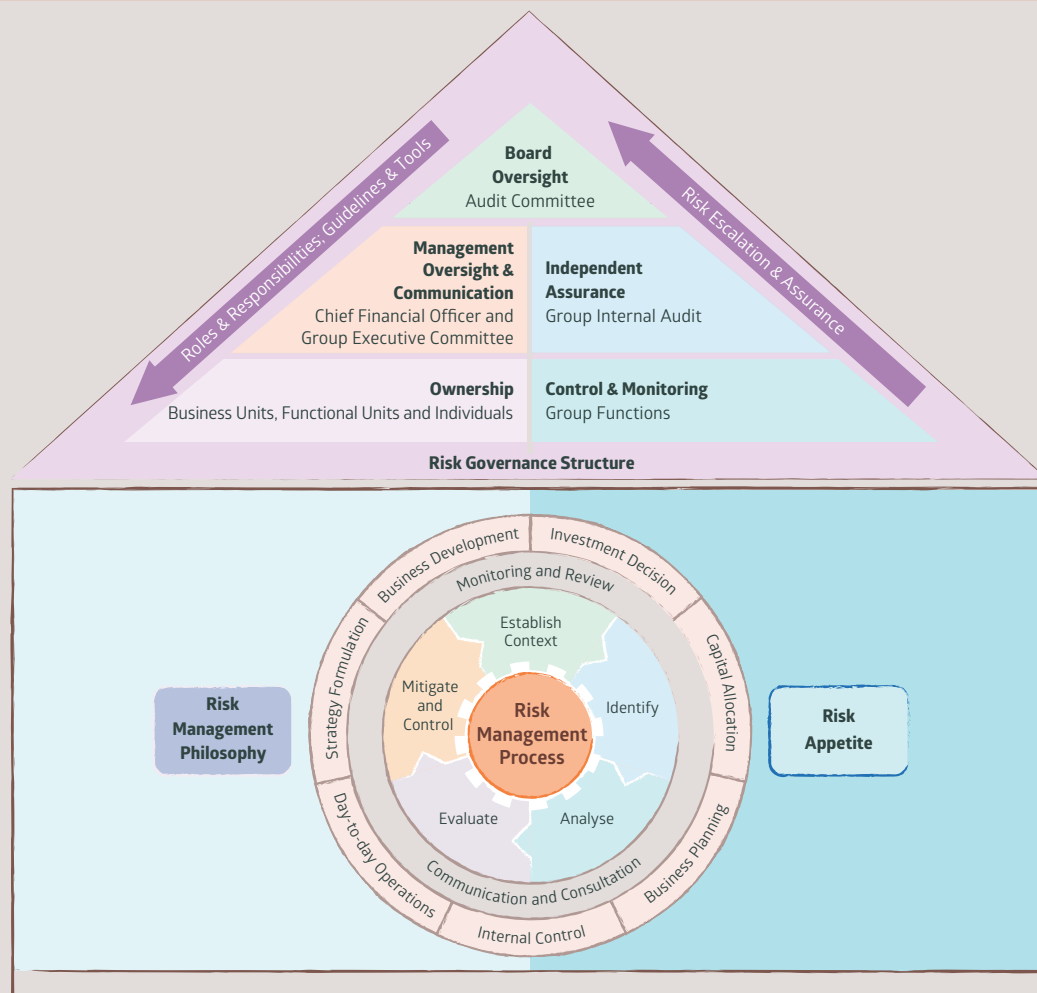 Board
Oversight
Audit Committee
Roles & Responsibilities; Guidelines & Tools
Risk Escalation & Assurance
Management
Oversight &
Communication
Chief Financial Officer and
Group Executive Committee
Independent
Assurance
Group Internal Audit
Ownership
Business Units, Functional Units and Individuals
Control & Monitoring
Group Functions
Risk Governance Structure
Business Development
Investment Decision
Capital Allocation
Business Planning
Internal Control
Day-to-day Operations
Strategy Formulation
Monitoring and Review
Communication and Consultation
Establish
Context
Identify
Analyse
Evaluate
Mitigate
and
Control
Risk
Management
Process
Risk
Management
Philosophy
Risk
Appetite